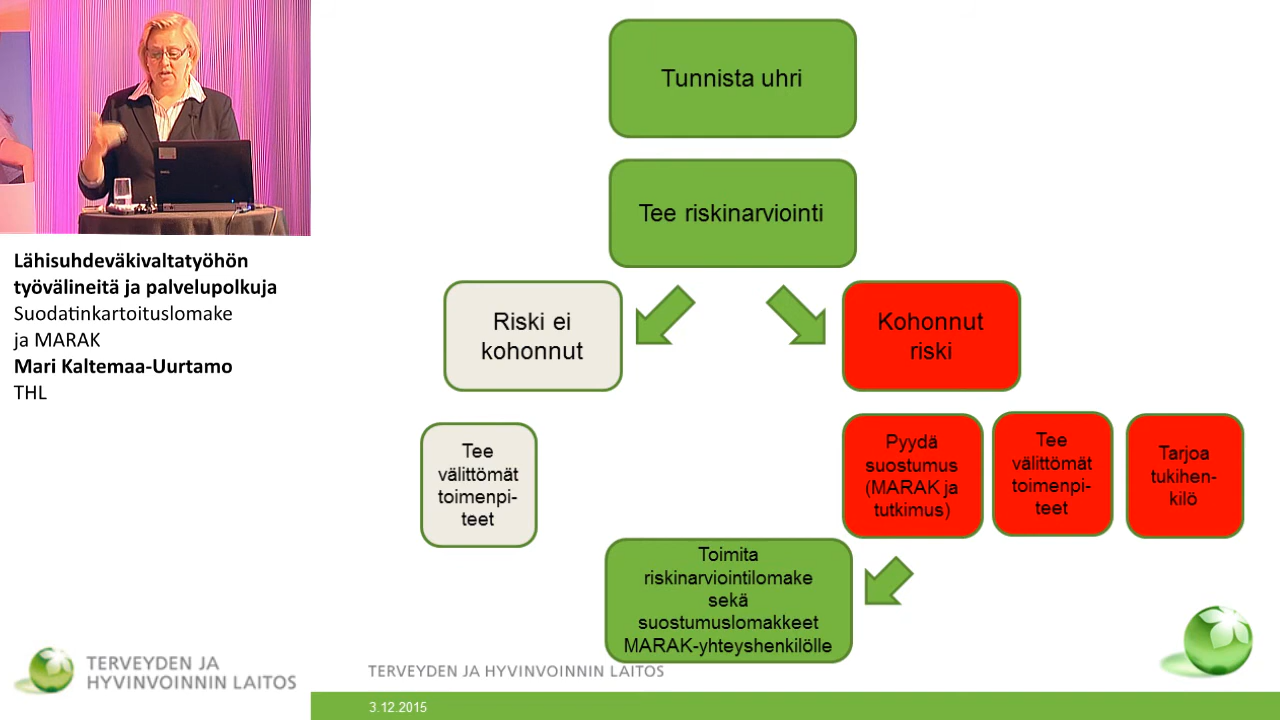 Tunnista uhri
Tee riskinarviointi
Riski ei
kohonnut
Kohonnut
riski
Tee
välittömät
toimenpi-
teet
Pyydä
suostumus
(MARAK ja
tutkimus)
Tee
välittömät
toimenpi-
teet
Tarjoa
tukihen-
kilö
Toimita
riskinarviointilomake
sekä
suostumuslomakkeet
MARAK-yhteyshenkilölle
Lähisuhdeväkivaltatyöhön
työvälineitä ja palvelupolkuja
Suodatinkartoituslomake
ja MARAK
Mari Kaltemaa-Uurtamo
THL
TERVEYDEN JA
HYVINVOINNIN LAITOS
TERVEYDEN JA HYVINVOINNIN LAITOS
3.12.2015